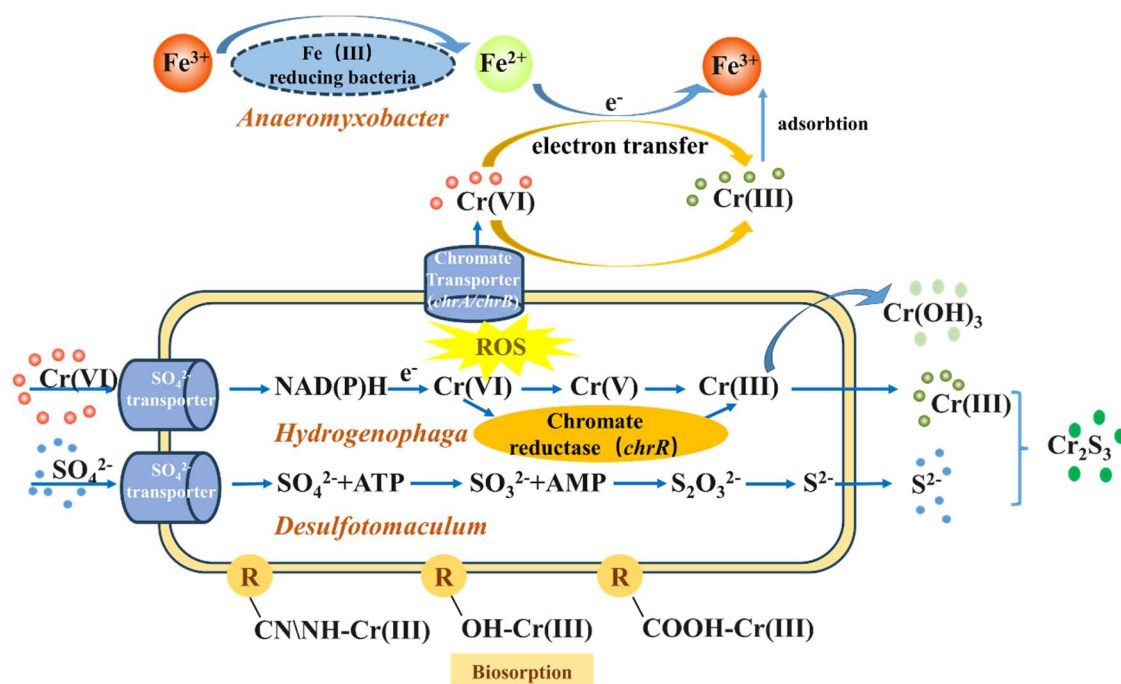 Fe³⁺
Fe（III）
reducing bacteria
Fe²⁺
Fe³⁺
Anaeromyxobacter
e⁻
adsorbtion
electron transfer
Cr(VI)
Cr(III)
Chromate
Transporter
(chrA/chrB)
Cr(OH)₃
ROS
Cr(VI)
SO₄²⁻
transporter
NAD(P)H
e⁻
Cr(VI)
Cr(V)
Cr(III)
Cr(III)
Hydrogenophaga
Chromate
reductase（chrR）
Cr₂S₃
SO₄²⁻
SO₄²⁻
transporter
SO₄²⁻+ATP
SO₃²⁻+AMP
S₂O₃²⁻
S²⁻
S²⁻
Desulfotomaculum
R
R
R
CN\NH-Cr(III)
OH-Cr(III)
COOH-Cr(III)
Biosorption